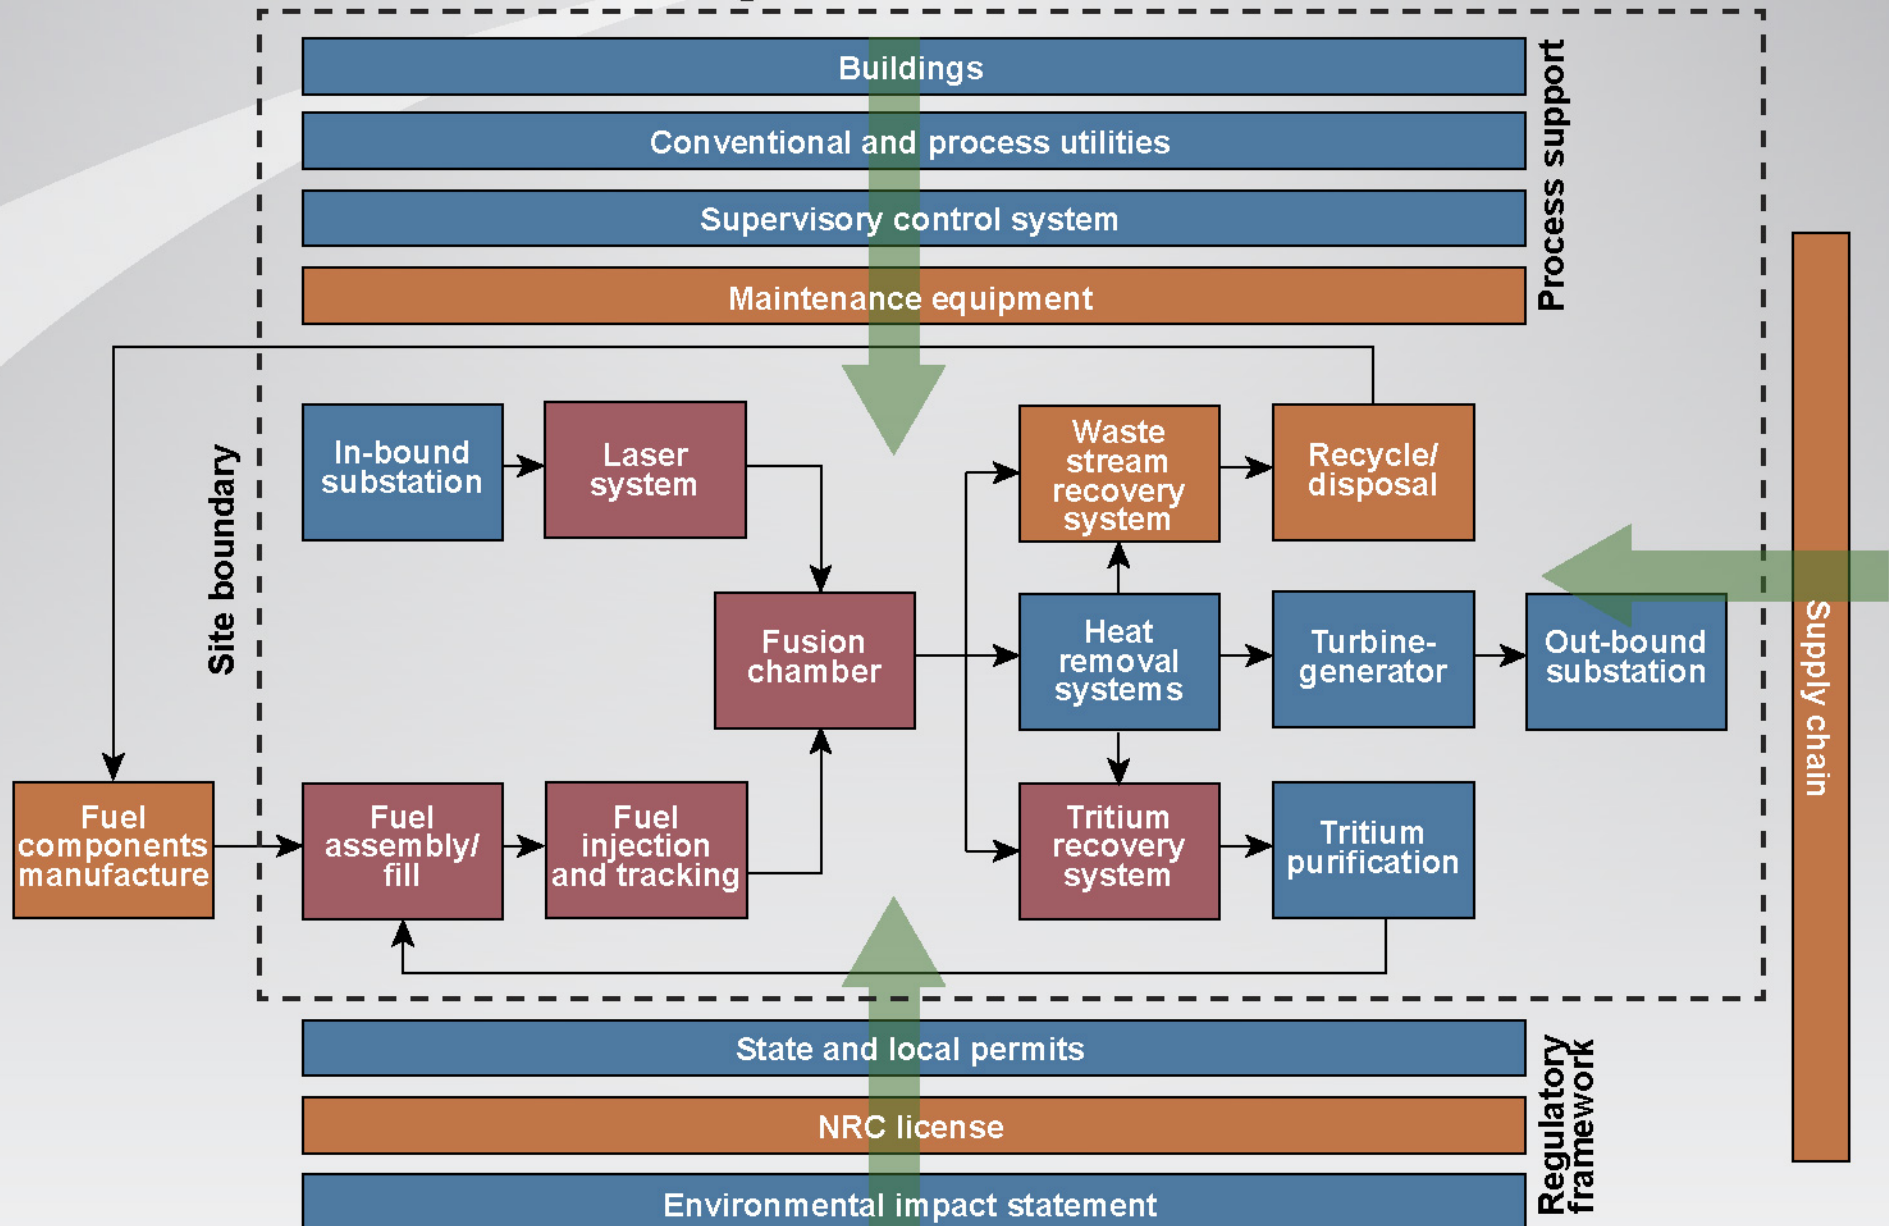 Buildings
Conventional and process utilities
Supervisory control system
Maintenance equipment
Process support
Site boundary
In-bound
substation
Laser
system
Waste
stream
recovery
system
Recycle/
disposal
Fusion
chamber
Heat
removal
systems
Turbine-
generator
Out-bound
substation
Supply chain
Fuel
components
manufacture
Fuel
assembly/
fill
Fuel
injection
and tracking
Tritium
recovery
system
Tritium
purification
State and local permits
NRC license
Environmental impact statement
Regulatory
framework